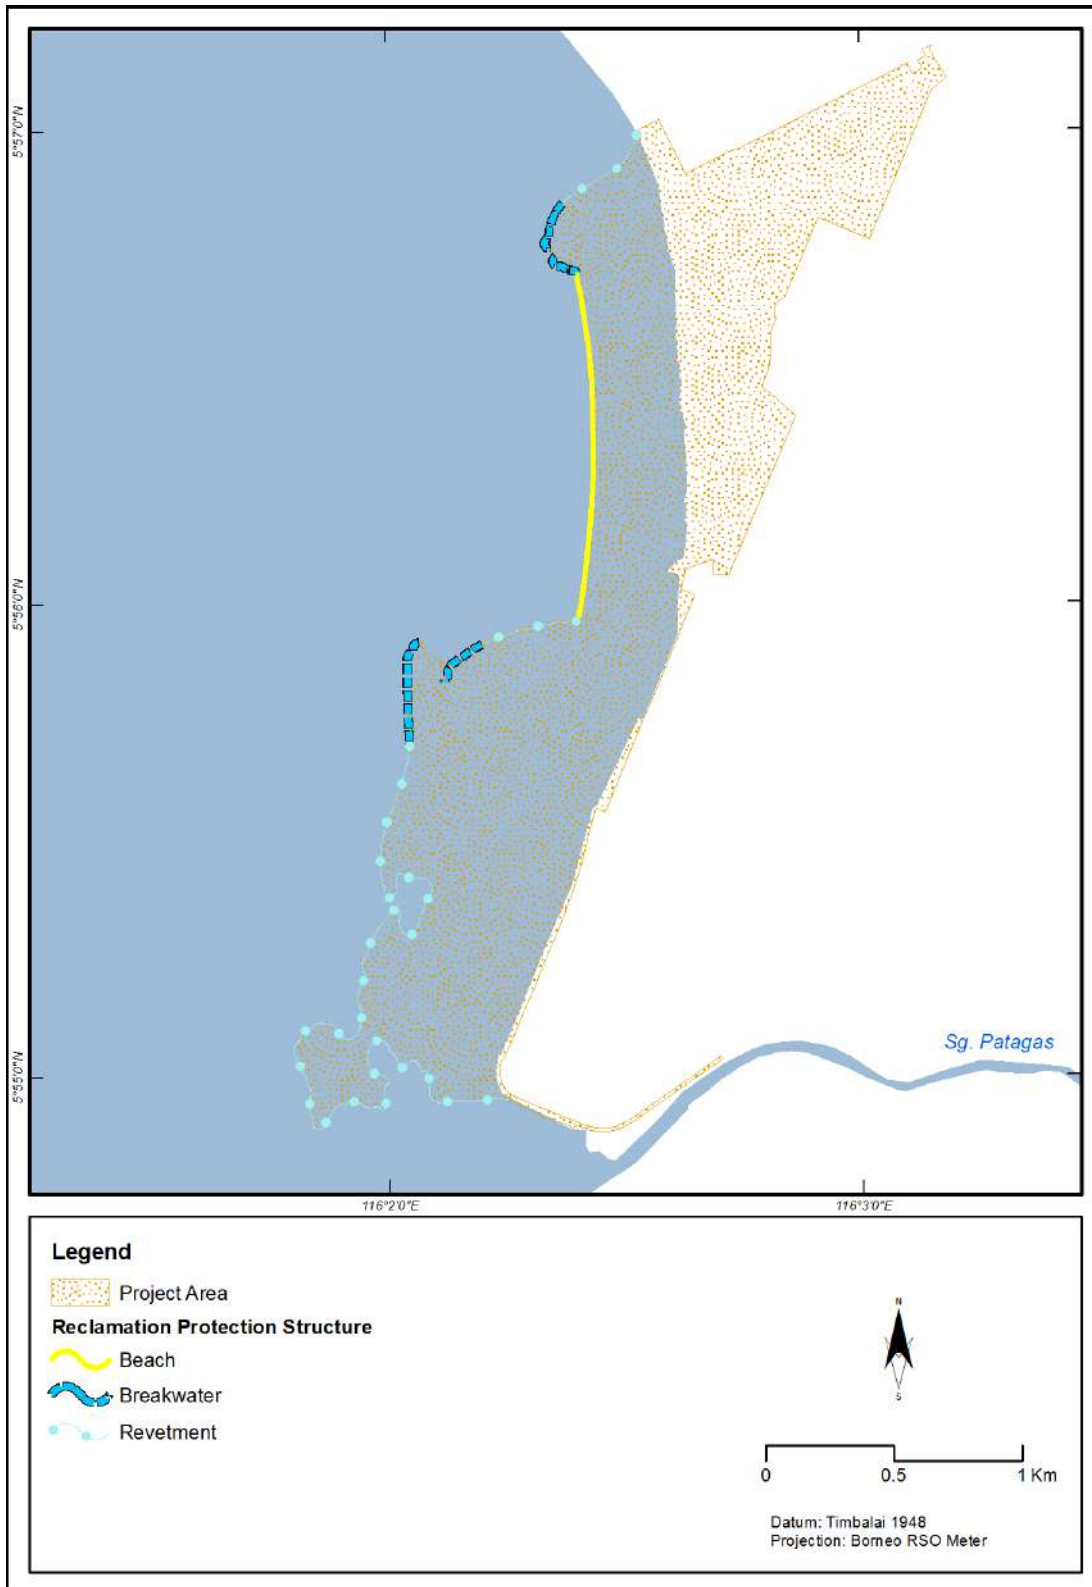 5°57'0"N
5°56'0"N
5°55'0"N
Sg. Patagas
116°2'0"E
116°3'0"E
Legend
Project Area
Reclamation Protection Structure
Beach
Breakwater
Revetment
N
S
0 0.5 1 Km
Datum: Timbalai 1948
Projection: Borneo RSO Meter